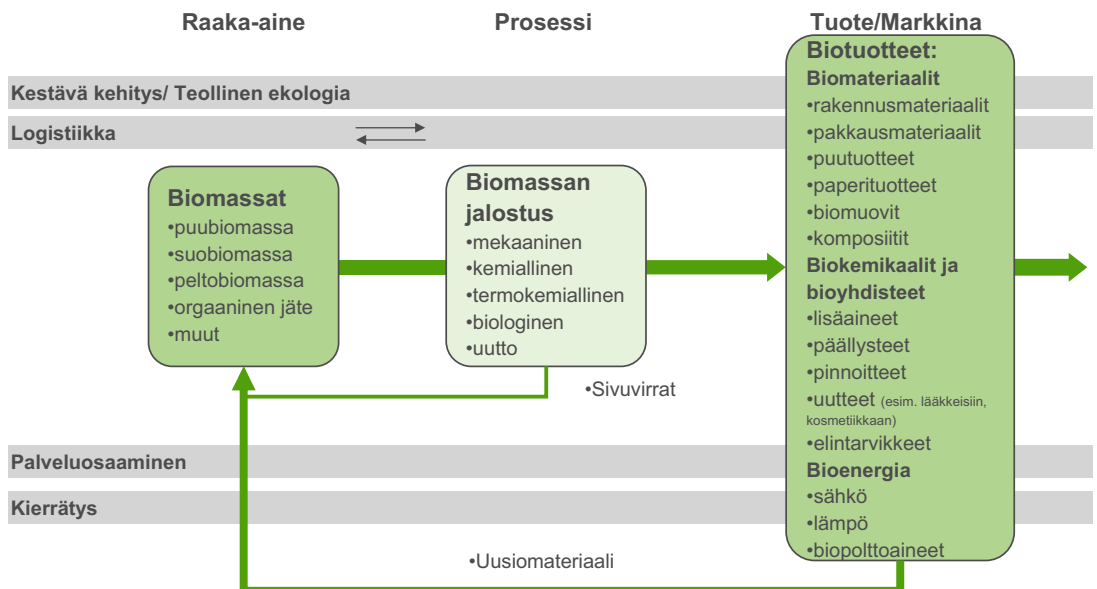 Raaka-aine
Prosessi
Tuote/Markkina
Kestävä kehitys/ Teollinen ekologia
Logistiikka
Biomassat
•puubiomassa
•suobiomassa
•peltobiomassa
•orgaaninen jäte
•muut
Biomassan
jalostus
•mekaaninen
•kemiallinen
•termokemiallinen
•biologinen
•uutto
Biotuotteet:
Biomateriaalit
•rakennusmateriaalit
•pakkausmateriaalit
•puutuotteet
•paperituotteet
•biomuovit
•komposiitit
Biokemikaalit ja
bioyhdisteet
•lisäaineet
•päällysteet
•pinnoitteet
•uutteet (esim. lääkkeisiin,
kosmetiikkaan)
•elintarvikkeet
Bioenergia
•sähkö
•lämpö
•biopolttoaineet
•Sivuvirrat
Palveluosaaminen
Kierrätys
•Uusiomateriaali